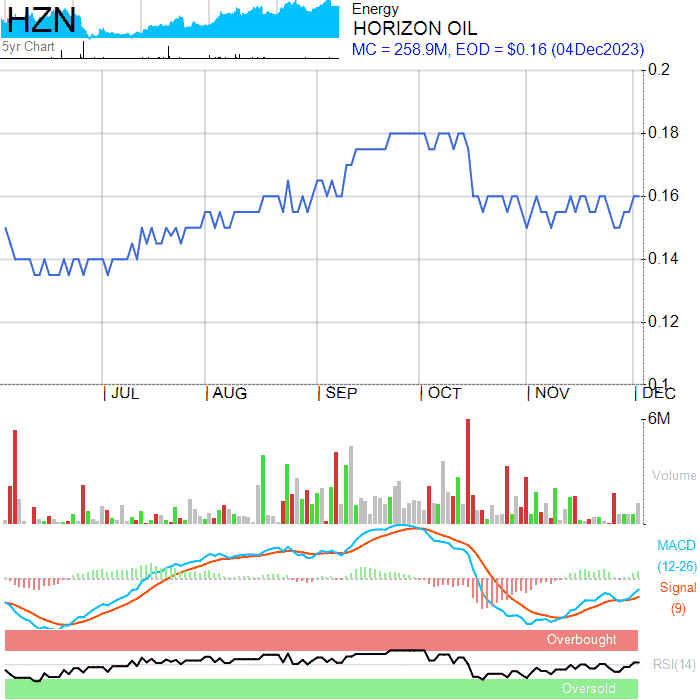 HZN
5yr Chart
Energy
HORIZON OIL
MC = 258.9M, EOD = $0.16 (04Dec2023)
0.2
0.18
0.16
0.14
0.12
0.1
JUL AUG SEP OCT NOV DEC
6M
Volume
MACD
(12-26)
Signal
(9)
Overbought
RSI(14)
Oversold